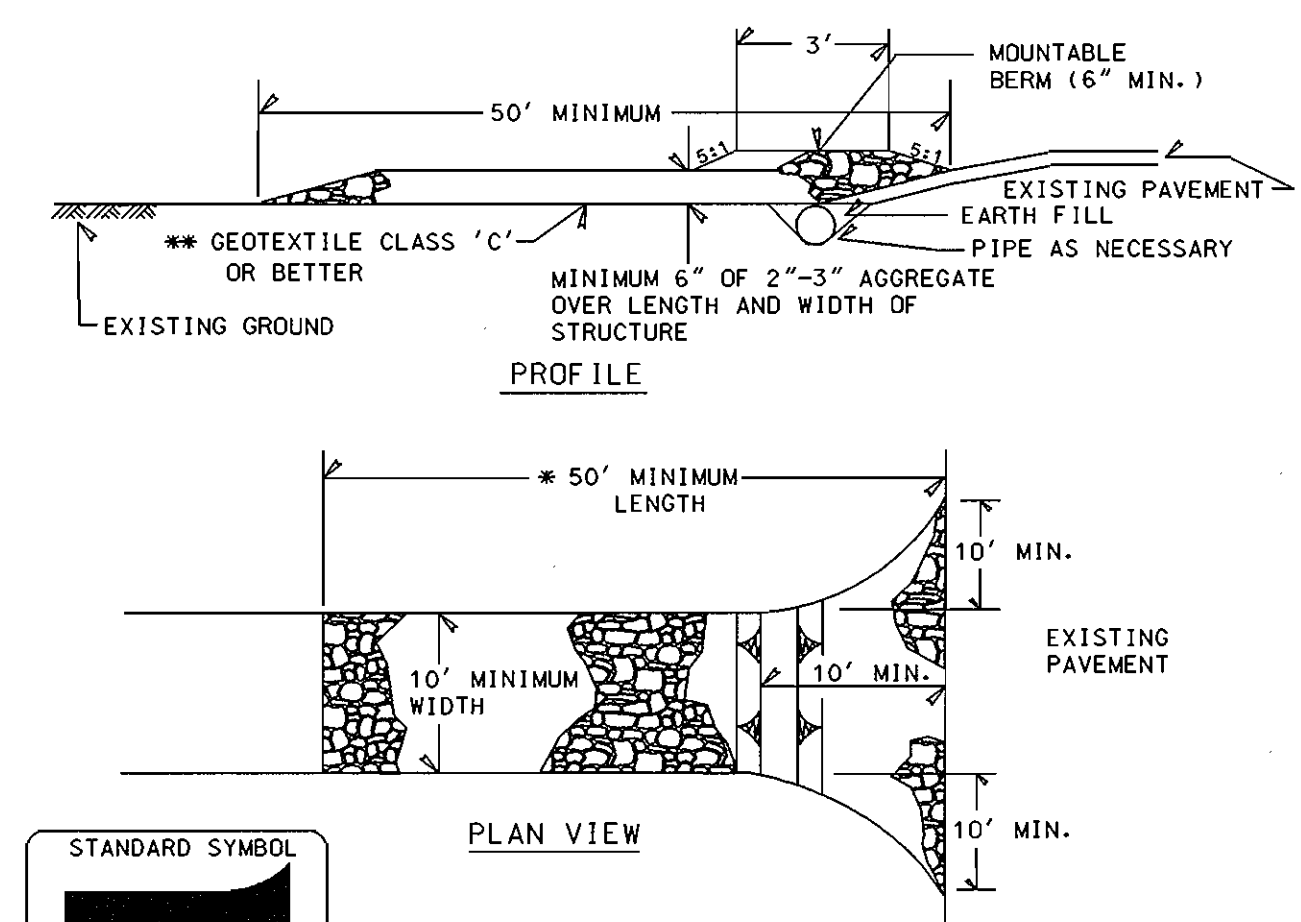 3'
MOUNTABLE
BERM (6" MIN.)
50' MINIMUM
5:1
5:1
EXISTING PAVEMENT
EARTH FILL
** GEOTEXTILE CLASS 'C'
OR BETTER
PIPE AS NECESSARY
MINIMUM 6" OF 2"-3" AGGREGATE
OVER LENGTH AND WIDTH OF
STRUCTURE
EXISTING GROUND
PROFILE
* 50' MINIMUM
LENGTH
10' MIN.
EXISTING
PAVEMENT
10' MINIMUM
WIDTH
10' MIN.
10' MIN.
PLAN VIEW
STANDARD SYMBOL